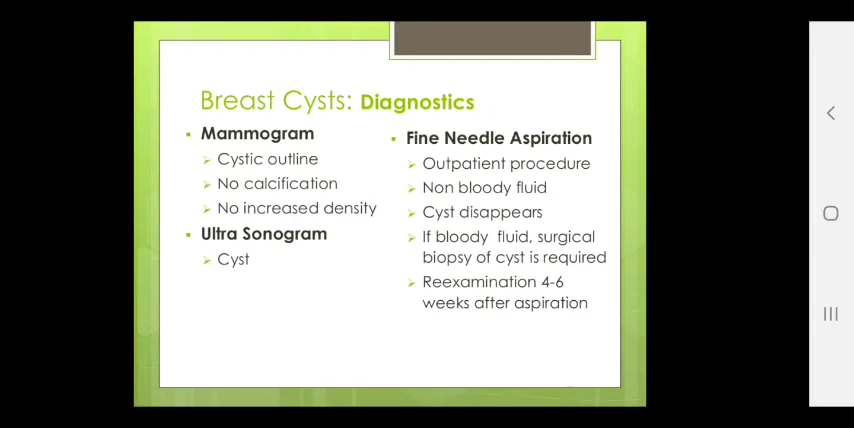 Breast Cysts: Diagnostics
Mammogram
Cystic outline
No calcification
No increased density
Ultra Sonogram
Cyst
Fine Needle Aspiration
Outpatient procedure
Non bloody fluid
Cyst disappears
If bloody fluid, surgical
biopsy of cyst is required
Reexamination 4-6
weeks after aspiration